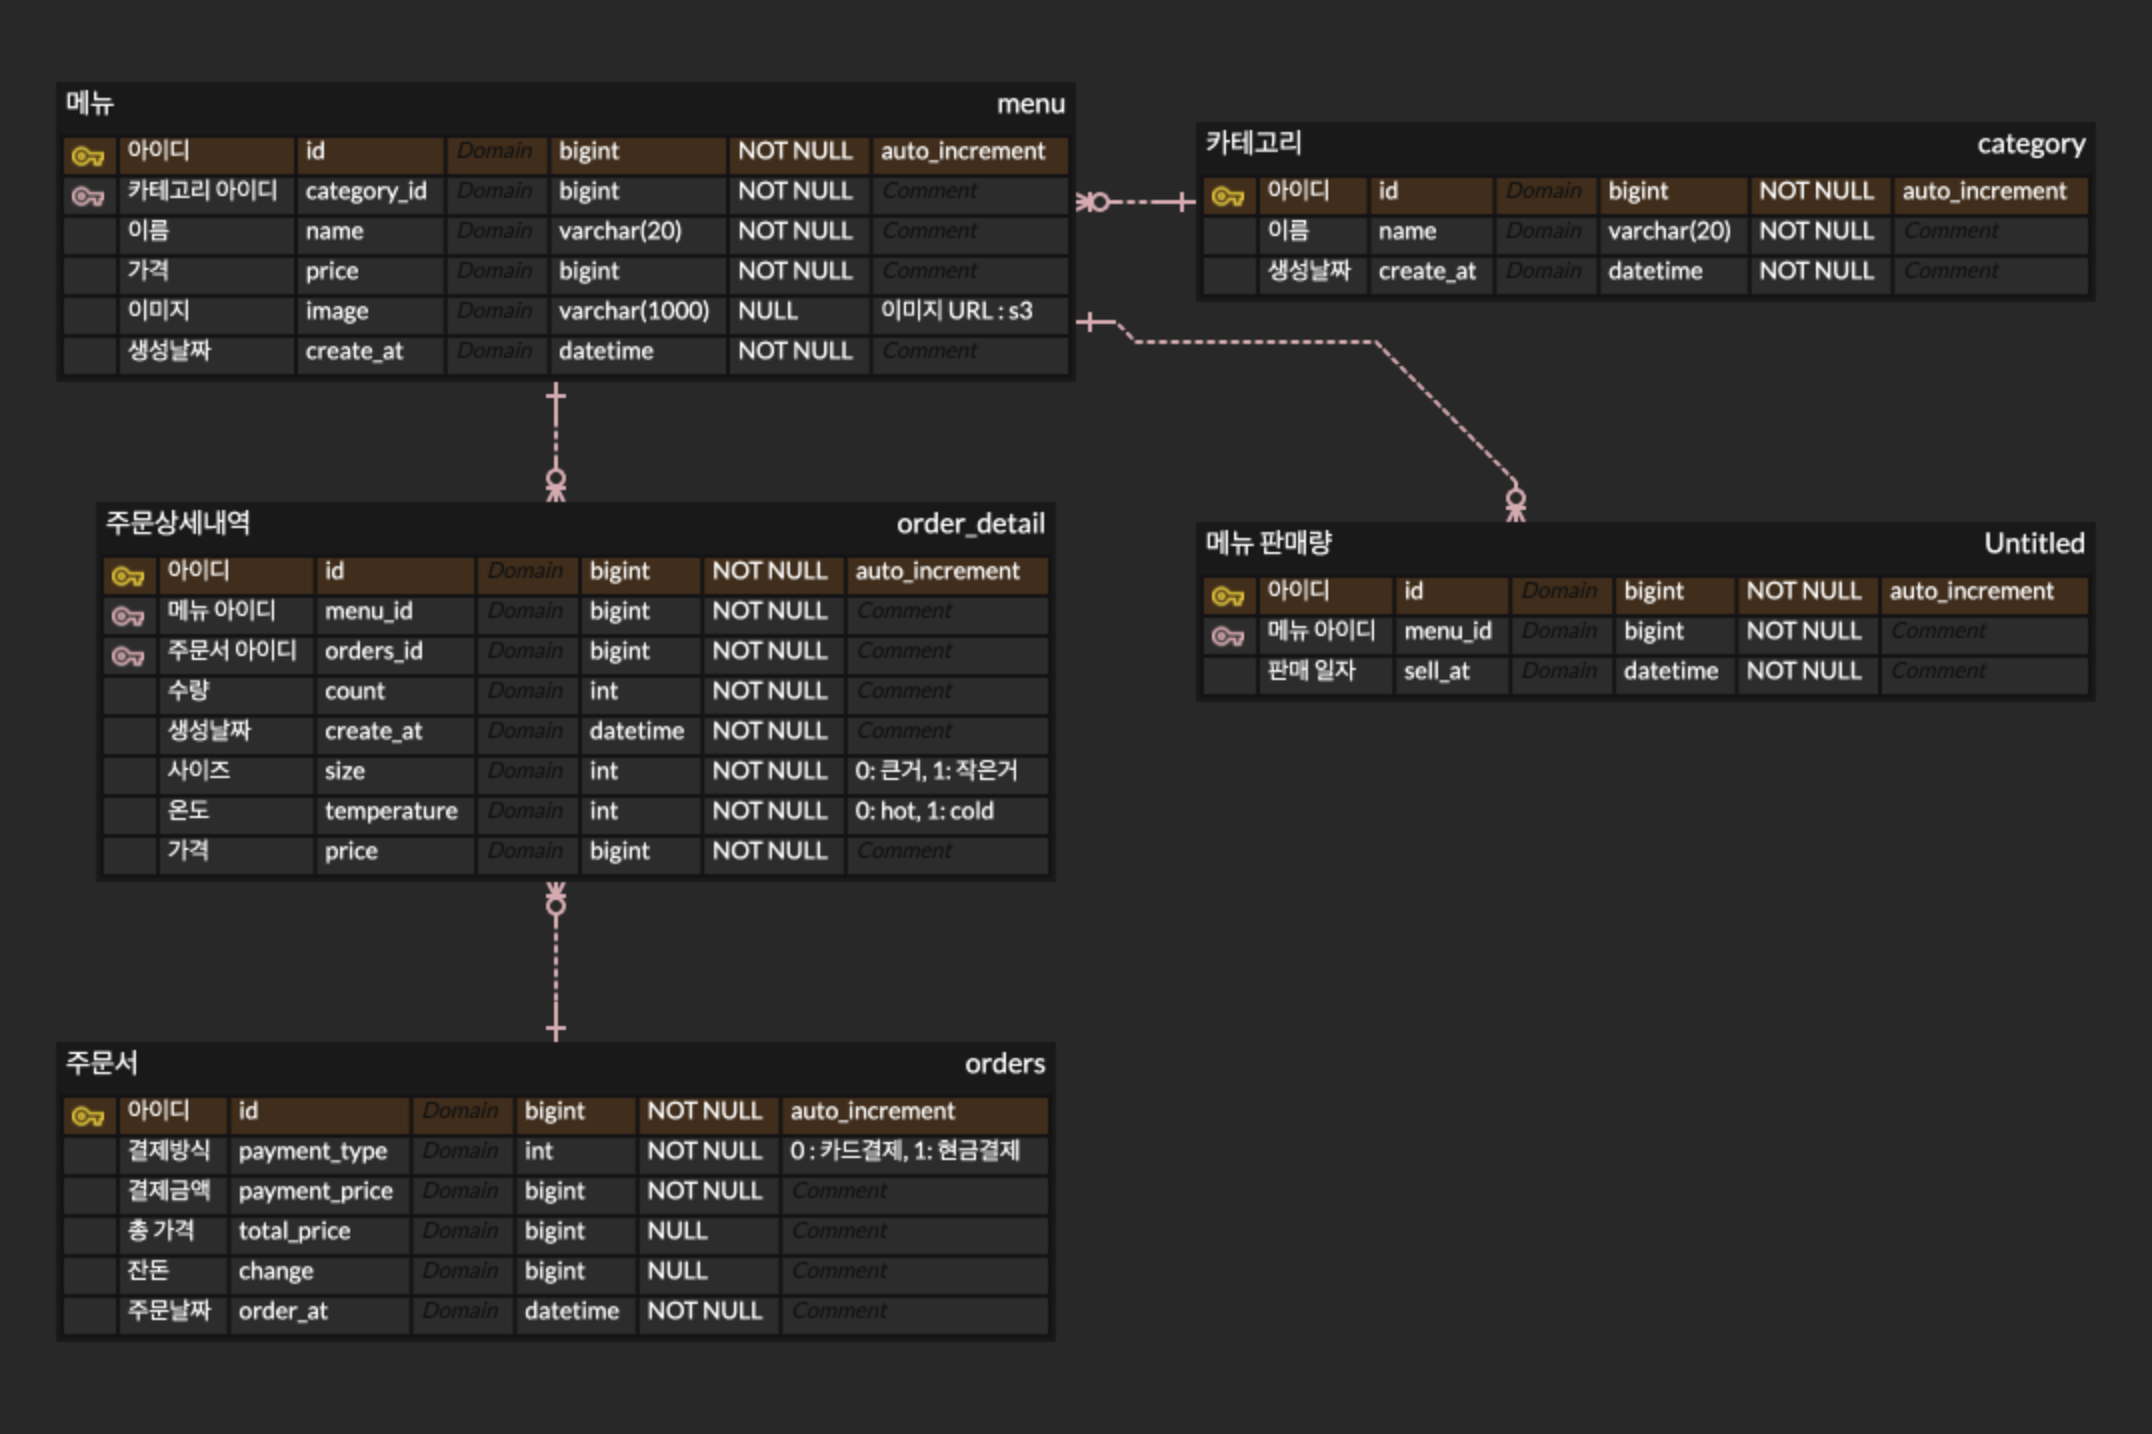 메뉴 menu
아이디 id Domain bigint NOT NULL auto_increment
카테고리 아이디 category_id Domain bigint NOT NULL Comment
이름 name Domain varchar(20) NOT NULL Comment
가격 price Domain bigint NOT NULL Comment
이미지 image Domain varchar(1000) NULL 이미지 URL : s3
생성날짜 create_at Domain datetime NOT NULL Comment
카테고리 category
아이디 id Domain bigint NOT NULL auto_increment
이름 name Domain varchar(20) NOT NULL Comment
생성날짜 create_at Domain datetime NOT NULL Comment
주문상세내역 order_detail
아이디 id Domain bigint NOT NULL auto_increment
메뉴 아이디 menu_id Domain bigint NOT NULL Comment
주문서 아이디 orders_id Domain bigint NOT NULL Comment
수량 count Domain int NOT NULL Comment
생성날짜 create_at Domain datetime NOT NULL Comment
사이즈 size Domain int NOT NULL 0: 큰거, 1: 작은거
온도 temperature Domain int NOT NULL 0: hot, 1: cold
가격 price Domain bigint NOT NULL Comment
메뉴 판매량 Untitled
아이디 id Domain bigint NOT NULL auto_increment
메뉴 아이디 menu_id Domain bigint NOT NULL Comment
판매 일자 sell_at Domain datetime NOT NULL Comment
주문서 orders
아이디 id Domain bigint NOT NULL auto_increment
결제방식 payment_type Domain int NOT NULL 0 : 카드결제, 1: 현금결제
결제금액 payment_price Domain bigint NOT NULL Comment
총 가격 total_price Domain bigint NULL Comment
잔돈 change Domain bigint NULL Comment
주문날짜 order_at Domain datetime NOT NULL Comment